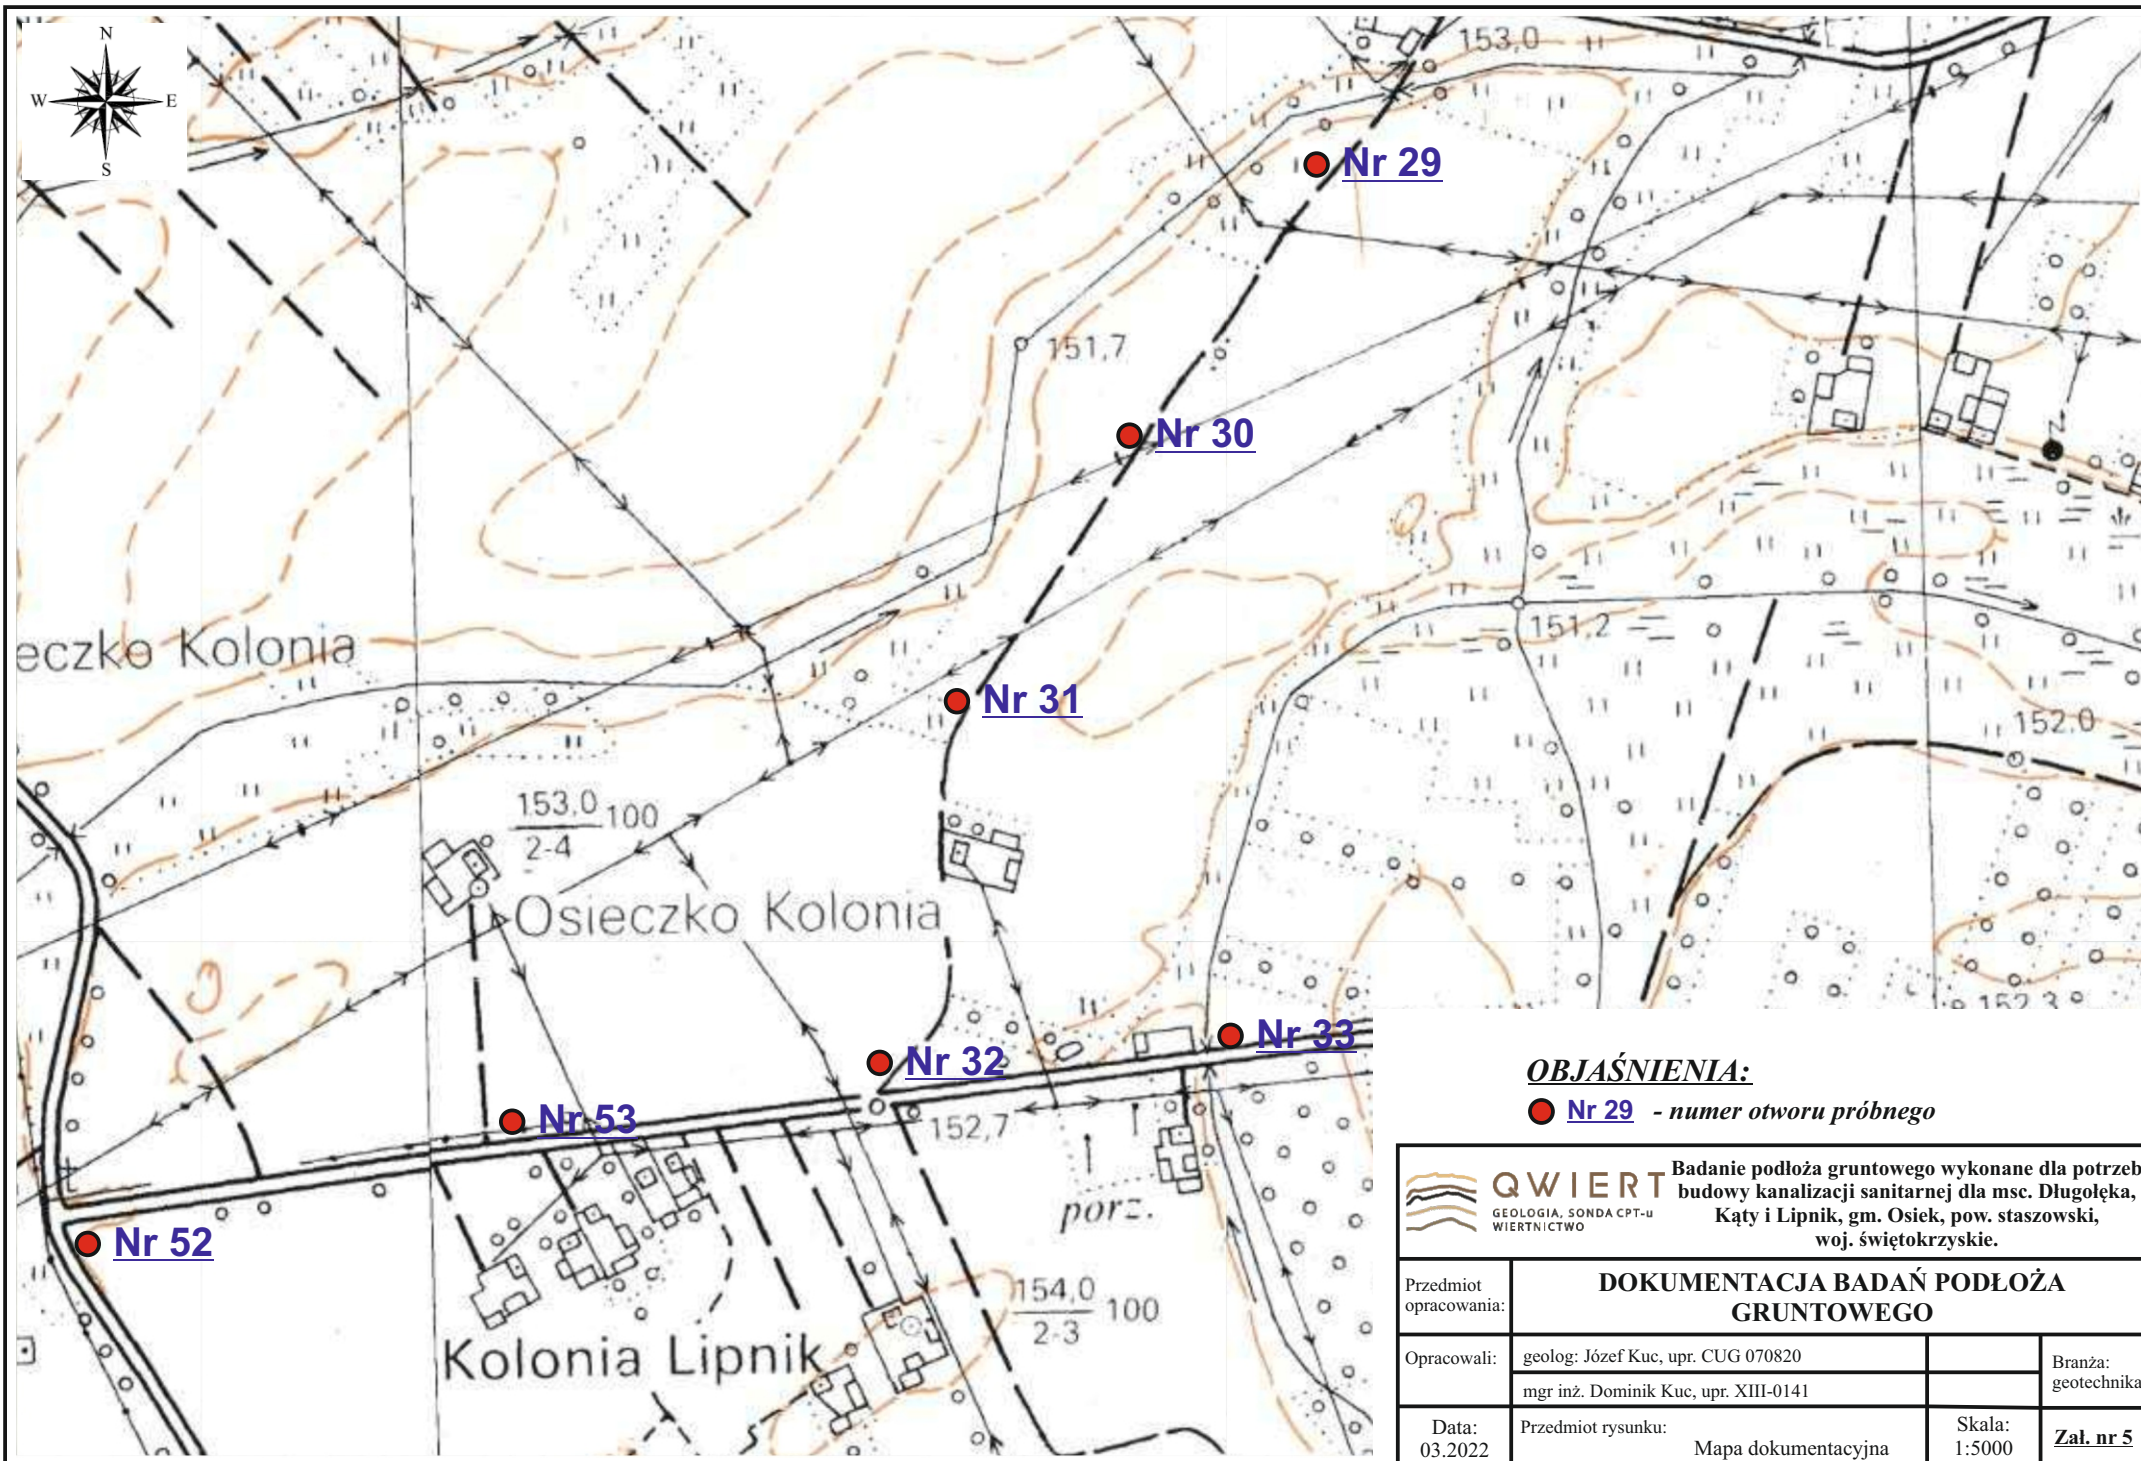 N
W E
S
153,0
Nr 29
151,7
Nr 30
eczko Kolonia
151,2
Nr 31
152,0
153,0 100
2-4
Osieczko Kolonia
152,3
Nr 33
Nr 32
Nr 53
152,7
porz.
Nr 52
154,0 100
2-3
Kolonia Lipnik
OBJAŚNIENIA:
Nr 29 - numer otworu próbnego
QWIERT
GEOLOGIA, SONDA CPT-u
WIERTNICTWO
Badanie podłoża gruntowego wykonane dla potrzeb
budowy kanalizacji sanitarnej dla msc. Długołęka,
Kąty i Lipnik, gm. Osiek, pow. staszowski,
woj. świętokrzyskie.
Przedmiot
opracowania:
DOKUMENTACJA BADAŃ PODŁOŻA
GRUNTOWEGO
Opracowali:
geolog: Józef Kuc, upr. CUG 070820
mgr inż. Dominik Kuc, upr. XIII-0141
Branża:
geotechnika
Data:
03.2022
Przedmiot rysunku:
Mapa dokumentacyjna
Skala:
1:5000
Zał. nr 5